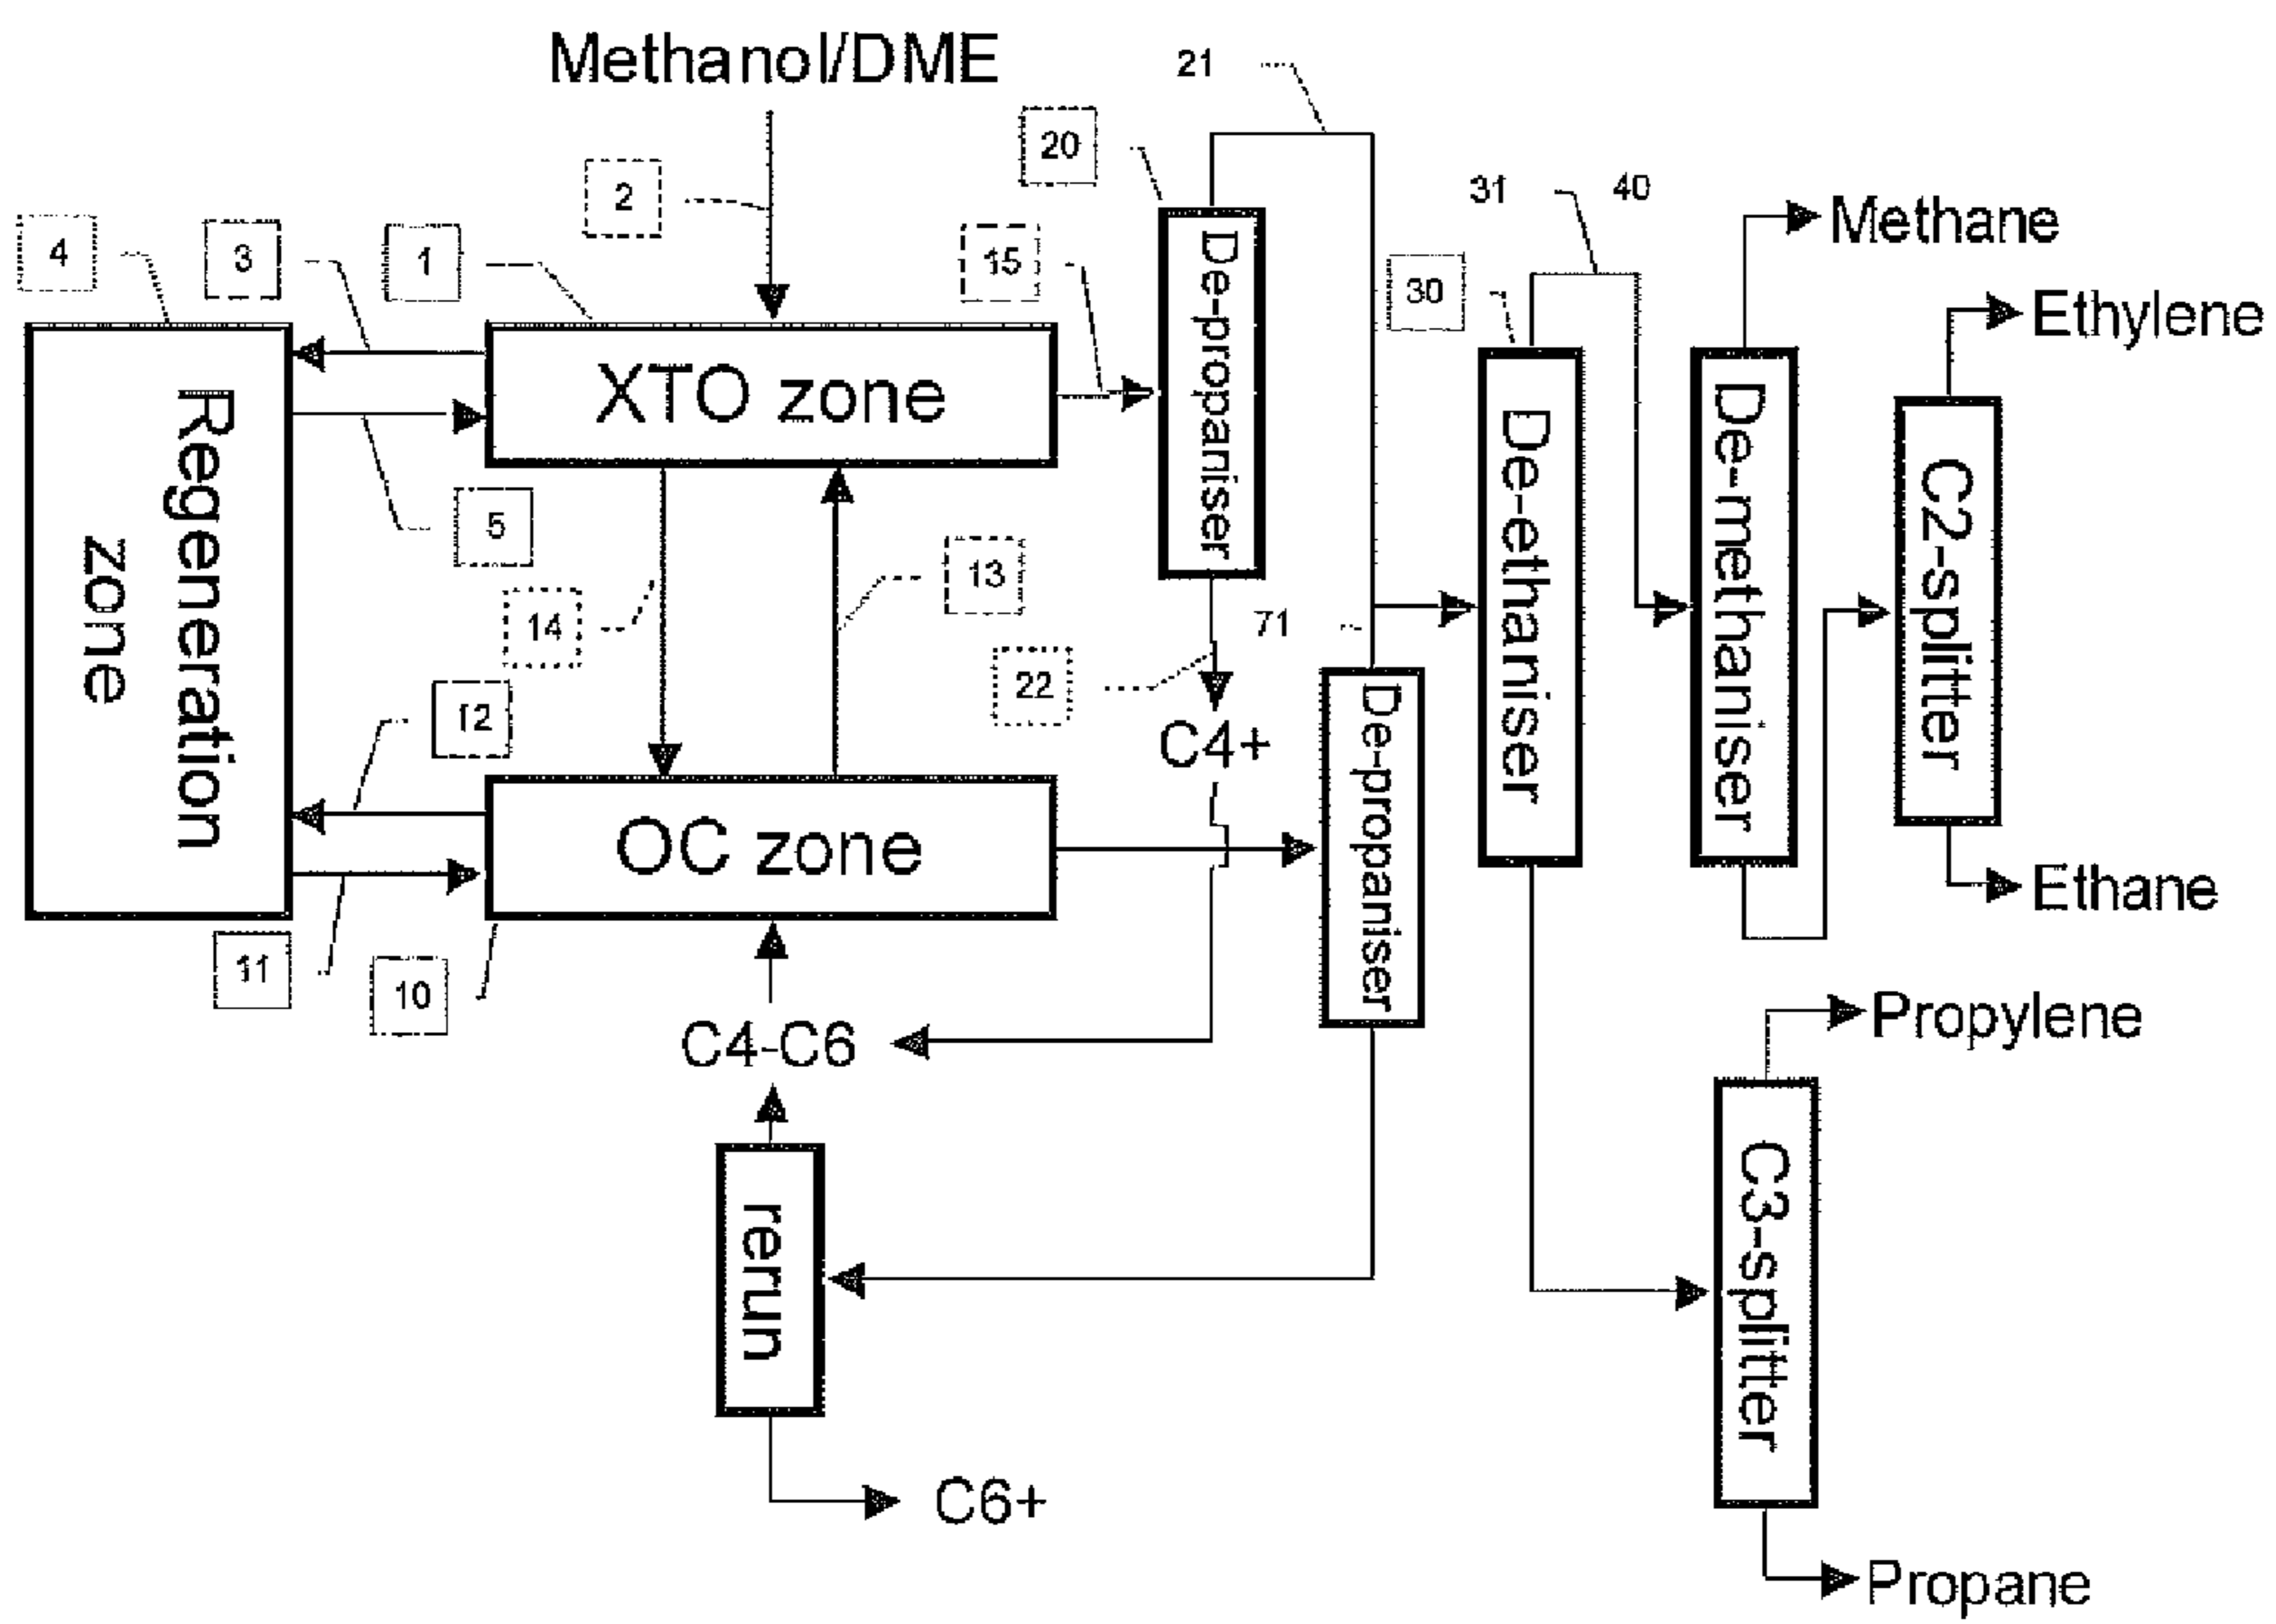 Methanol/DME
21
20
2
31
40
Methane
4
3
1
15
30
Ethylene
XTO zone
De-propaniser
De-ethaniser
De-methaniser
C2-splitter
Regeneration
zone
5
13
14
71
22
12
C4+
De-propaniser
OC zone
Ethane
11
10
C4-C6
Propylene
rerun
C3-splitter
C6+
Propane